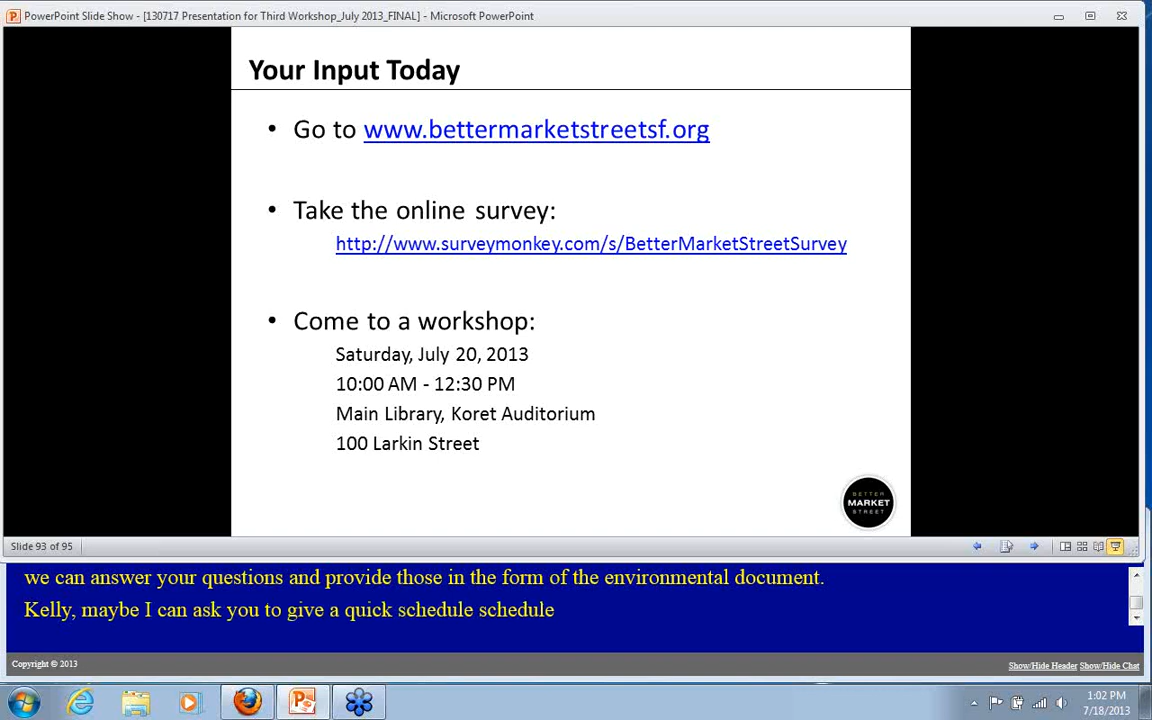 PowerPoint Slide Show - [130717 Presentation for Third Workshop_July 2013_FINAL] - Microsoft PowerPoint
Your Input Today
• Go to www.bettermarketstreetsf.org
• Take the online survey:
http://www.surveymonkey.com/s/BetterMarketStreetSurvey
• Come to a workshop:
Saturday, July 20, 2013
10:00 AM - 12:30 PM
Main Library, Koret Auditorium
100 Larkin Street
BETTER
MARKET
STREET
Slide 93 of 95
we can answer your questions and provide those in the form of the environmental document.
Kelly, maybe I can ask you to give a quick schedule schedule
Copyright © 2013
Show/Hide Header Show/Hide Chat
1:02 PM
7/18/2013